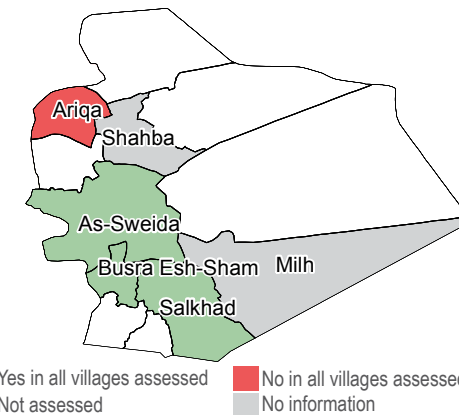 Ariqa
Shahba
As-Sweida
Busra Esh-Sham
Milh
Salkhad
Yes in all villages assessed
No in all villages assessed
Not assessed
No information